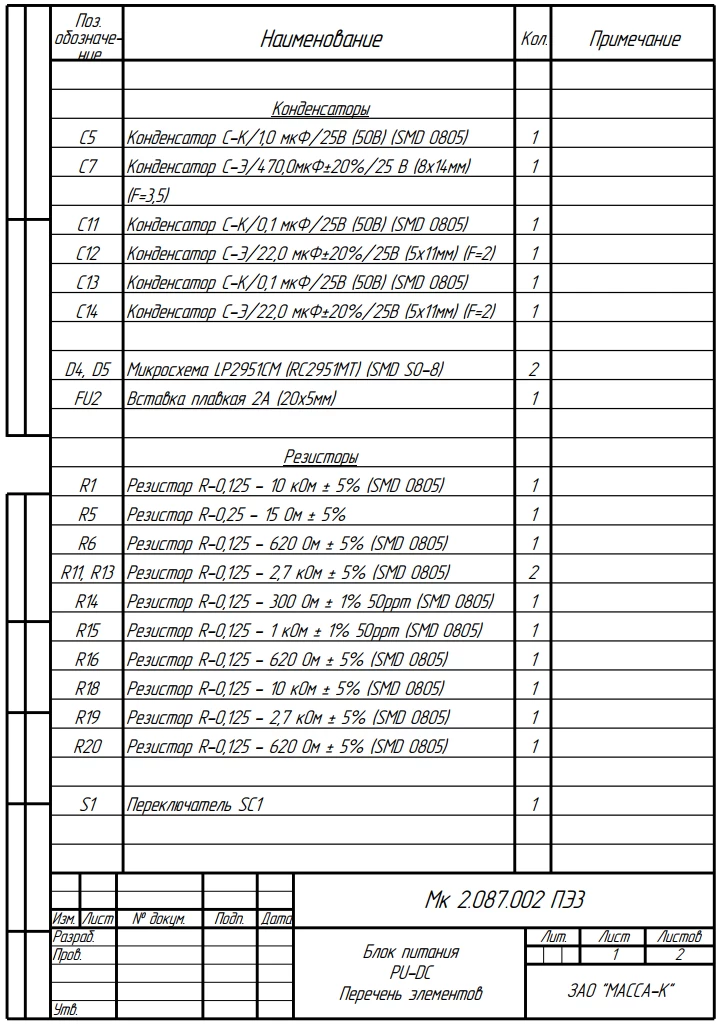 Поз. обозначе-ние Наименование Кол. Примечание
Конденсаторы
С5 Конденсатор С-К/1,0 мкФ/25В (50В) (SMD 0805) 1
С7 Конденсатор С-Э/470,0мкФ±20%/25 В (8х14мм) 1
(F=3,5)
С11 Конденсатор С-К/0,1 мкФ/25В (50В) (SMD 0805) 1
С12 Конденсатор С-Э/22,0 мкФ±20%/25В (5х11мм) (F=2) 1
С13 Конденсатор С-К/0,1 мкФ/25В (50В) (SMD 0805) 1
С14 Конденсатор С-Э/22,0 мкФ±20%/25В (5х11мм) (F=2) 1
D4, D5 Микросхема LP2951CM (RC2951MT) (SMD SO-8) 2
FU2 Вставка плавкая 2А (20х5мм) 1
Резисторы
R1 Резистор R-0,125 - 10 кОм ± 5% (SMD 0805) 1
R5 Резистор R-0,25 - 15 Ом ± 5% 1
R6 Резистор R-0,125 - 620 Ом ± 5% (SMD 0805) 1
R11, R13 Резистор R-0,125 - 2,7 кОм ± 5% (SMD 0805) 2
R14 Резистор R-0,125 - 300 Ом ± 1% 50ppm (SMD 0805) 1
R15 Резистор R-0,125 - 1 кОм ± 1% 50ppm (SMD 0805) 1
R16 Резистор R-0,125 - 620 Ом ± 5% (SMD 0805) 1
R18 Резистор R-0,125 - 10 кОм ± 5% (SMD 0805) 1
R19 Резистор R-0,125 - 2,7 кОм ± 5% (SMD 0805) 1
R20 Резистор R-0,125 - 620 Ом ± 5% (SMD 0805) 1
S1 Переключатель SC1 1
Мк 2.087.002 ПЭ3
Изм. Лист № докум. Подп. Дата
Разраб.
Пров.
Утв.
Блок питания
PU-DC
Перечень элементов
Лит. Лист Листов
1 2
ЗАО "МАССА-К"